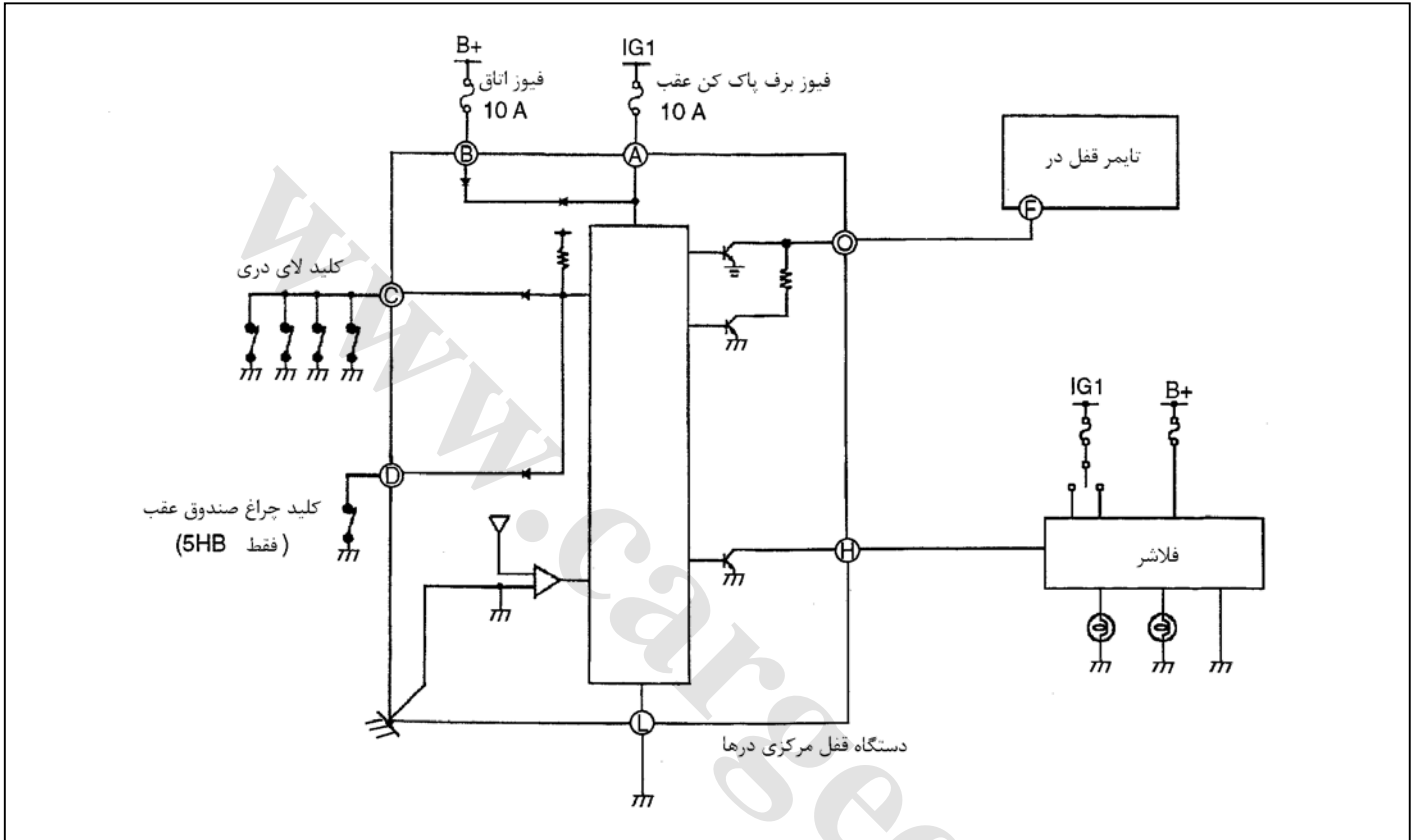 B+
IG1
فیوز اتاق
10 A
فیوز برف پاک کن عقب
10 A
B
A
تایمر قفل در
F
O
کلید لای دری
C
IG1
B+
D
کلید چراغ صندوق عقب
(فقط 5HB)
H
فلاشر
L
دستگاه قفل مرکزی درها
www.cargee